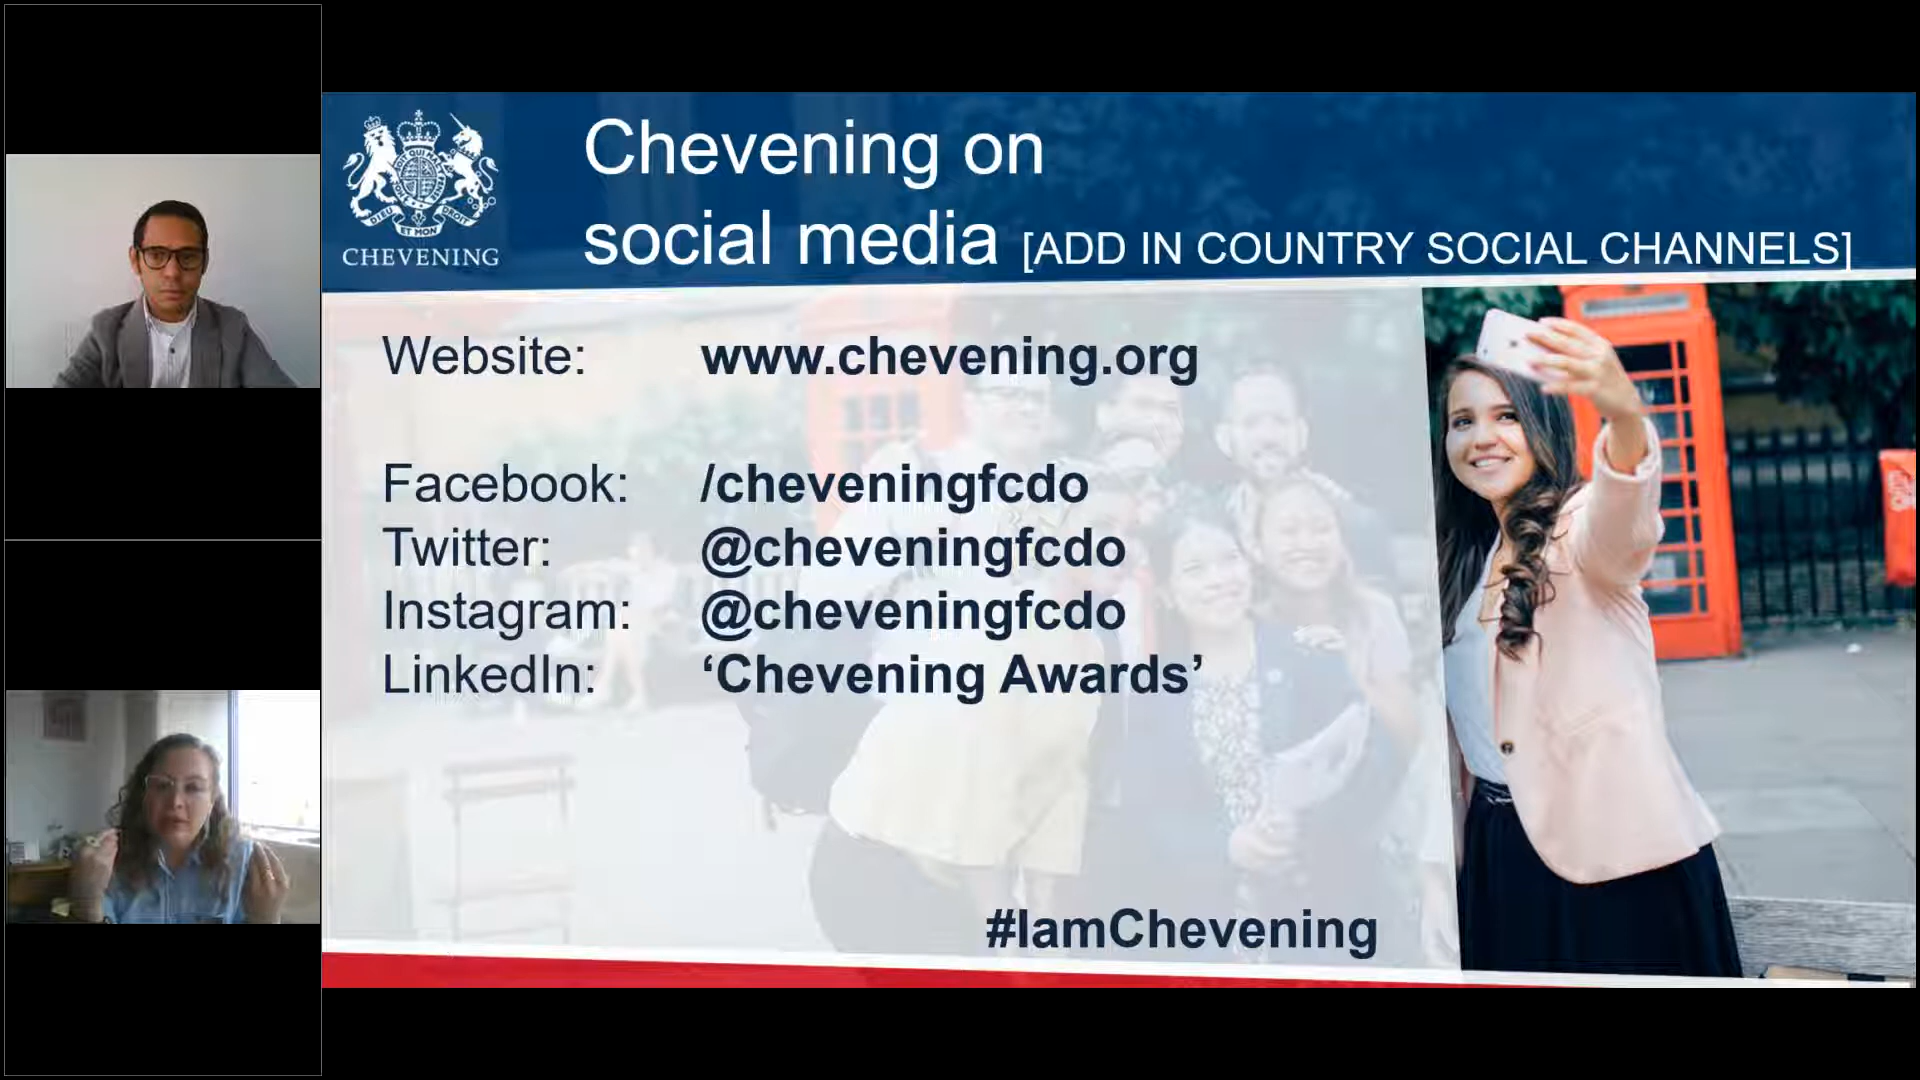 CHEVENING
Chevening on
social media [ADD IN COUNTRY SOCIAL CHANNELS]
Website: www.chevening.org
Facebook: /cheveningfcdo
Twitter: @cheveningfcdo
Instagram: @cheveningfcdo
LinkedIn: ‘Chevening Awards’
#IamChevening